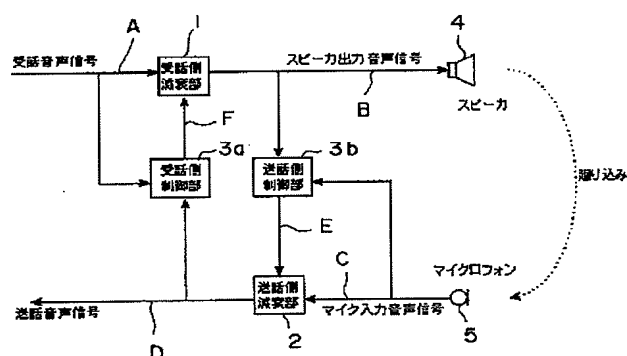 1
A
受話音声信号
受話側
減衰部
スピーカ出力音声信号
4
B
スピーカ
F
3a
受話側
制御部
3b
送話側
制御部
廻り込み
E
C
マイクロフォン
送話側
減衰部
マイク入力音声信号
送話音声信号
D
2
5